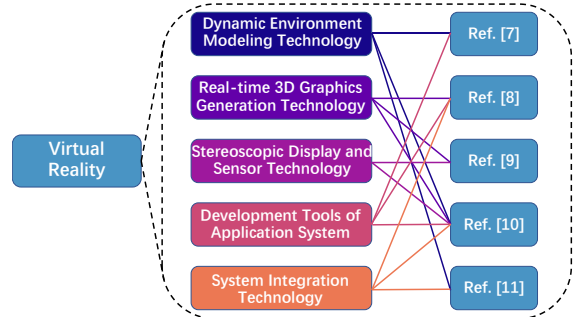 Virtual
Reality
Dynamic Environment
Modeling Technology
Real-time 3D Graphics
Generation Technology
Stereoscopic Display and
Sensor Technology
Development Tools of
Application System
System Integration
Technology
Ref. [7]
Ref. [8]
Ref. [9]
Ref. [10]
Ref. [11]